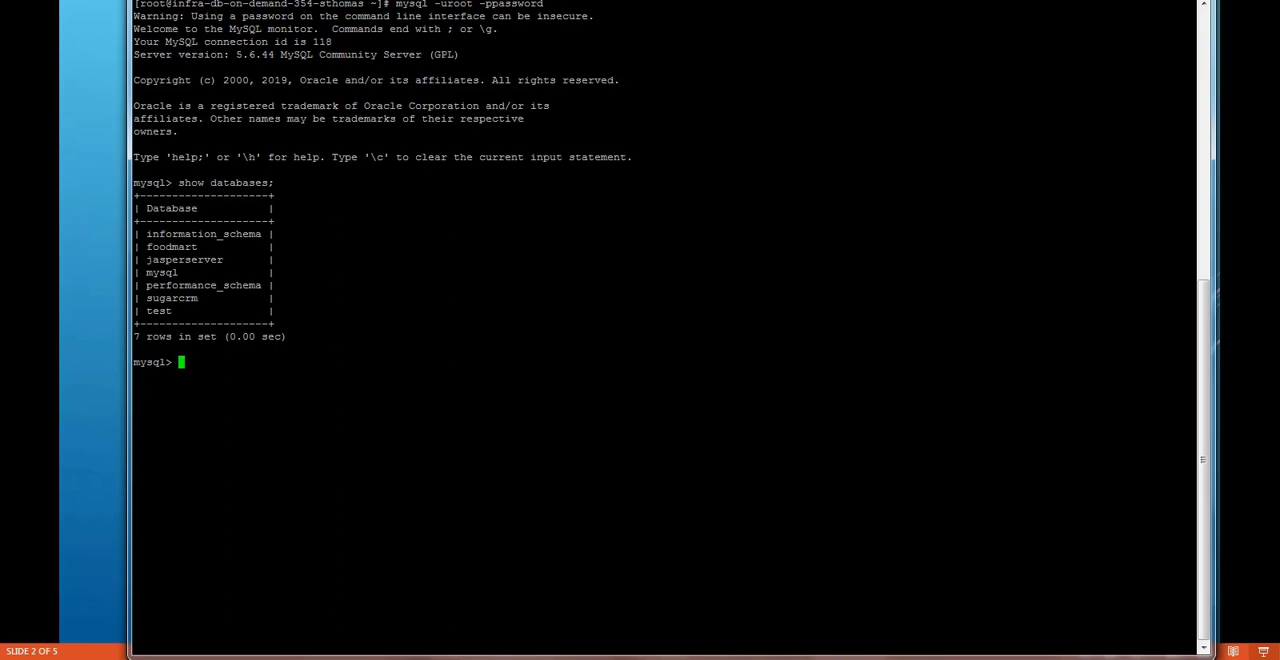 [root@infra-db-on-demand-354-sthomas ~]# mysql -uroot -ppassword
Warning: Using a password on the command line interface can be insecure.
Welcome to the MySQL monitor.  Commands end with ; or \g.
Your MySQL connection id is 118
Server version: 5.6.44 MySQL Community Server (GPL)
Copyright (c) 2000, 2019, Oracle and/or its affiliates. All rights reserved.
Oracle is a registered trademark of Oracle Corporation and/or its
affiliates. Other names may be trademarks of their respective
owners.
Type 'help;' or '\h' for help. Type '\c' to clear the current input statement.
mysql> show databases;
+--------------------+
| Database           |
+--------------------+
| information_schema |
| foodmart           |
| jasperserver       |
| mysql              |
| performance_schema |
| sugarcrm           |
| test               |
+--------------------+
7 rows in set (0.00 sec)
mysql>
SLIDE 2 OF 5